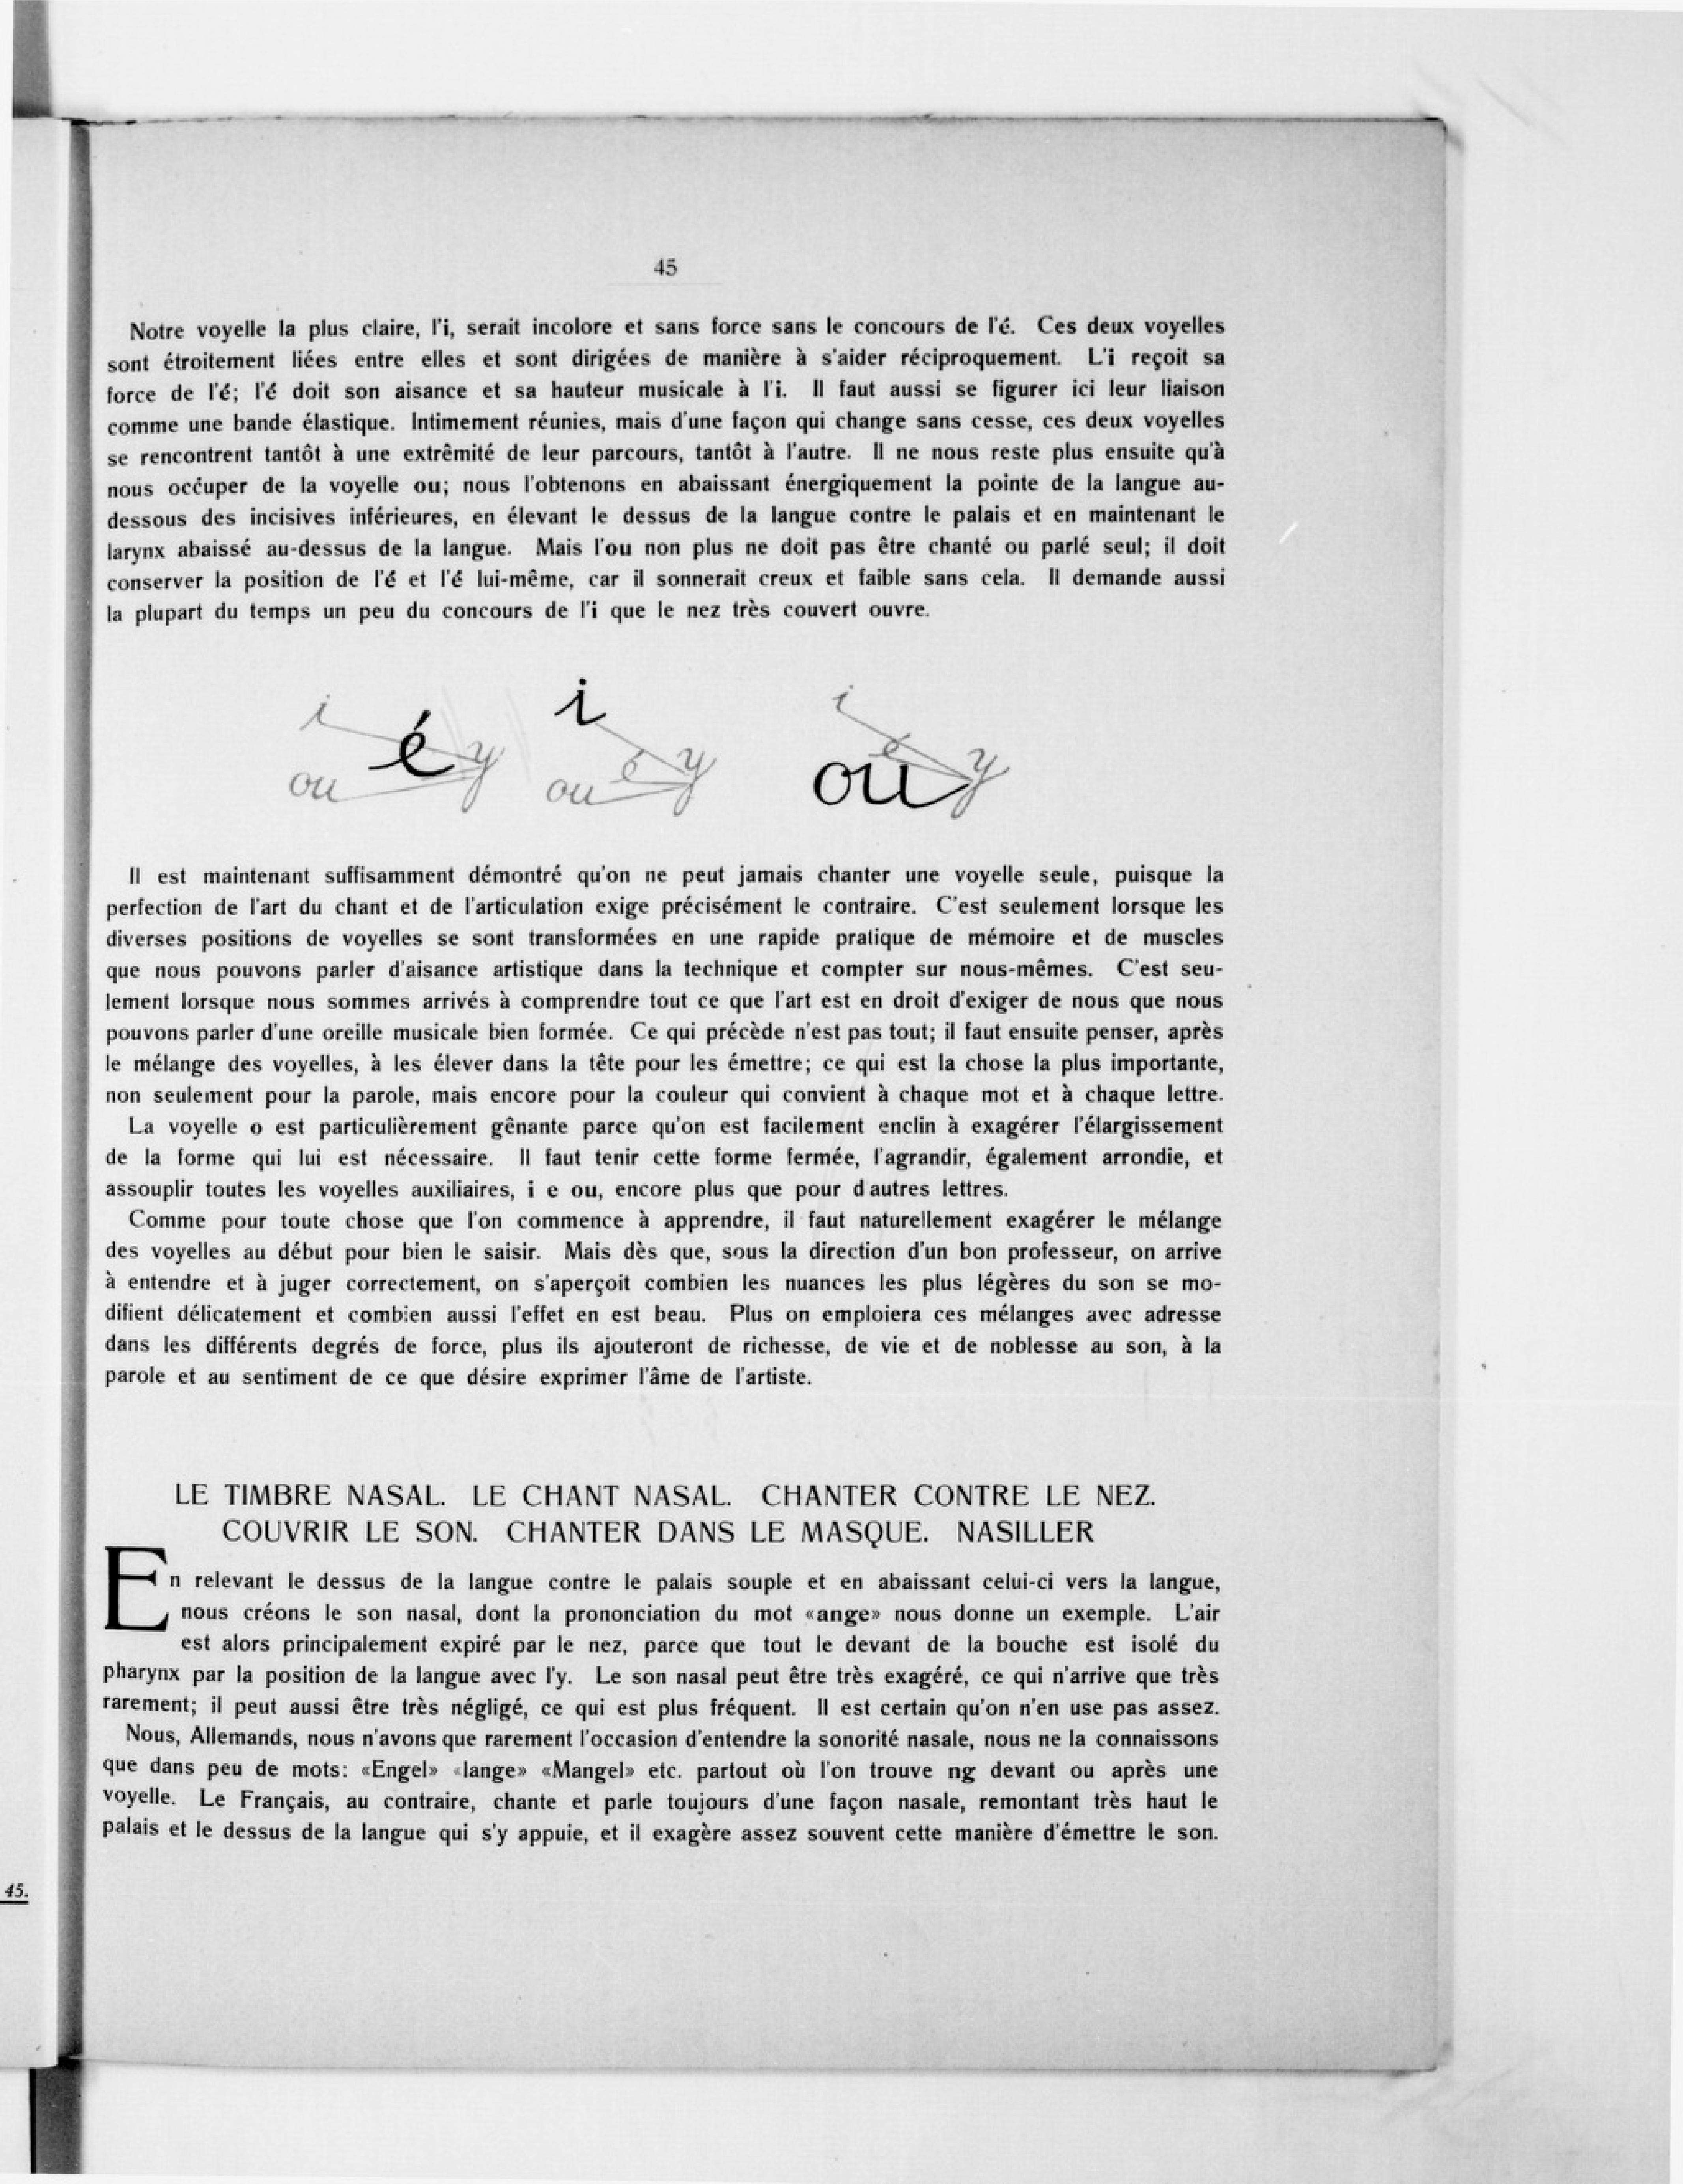 45
Notre voyelle la plus claire, l'i, serait incolore et sans force sans le concours de l'é. Ces deux voyelles
sont étroitement liées entre elles et sont dirigées de manière à s'aider réciproquement. L'i reçoit sa
force de l'é; l'é doit son aisance et sa hauteur musicale à l'i. Il faut aussi se figurer ici leur liaison
comme une bande élastique. Intimement réunies, mais d'une façon qui change sans cesse, ces deux voyelles
se rencontrent tantôt à une extrêmité de leur parcours, tantôt à l'autre. Il ne nous reste plus ensuite qu'à
nous occuper de la voyelle ou; nous l'obtenons en abaissant énergiquement la pointe de la langue au-
dessous des incisives inférieures, en élevant le dessus de la langue contre le palais et en maintenant le
larynx abaissé au-dessus de la langue. Mais l'ou non plus ne doit pas être chanté ou parlé seul; il doit
conserver la position de l'é et l'é lui-même, car il sonnerait creux et faible sans cela. Il demande aussi
la plupart du temps un peu du concours de l'i que le nez très couvert ouvre.
i é y ou
i é y ou
i é y ou
Il est maintenant suffisamment démontré qu'on ne peut jamais chanter une voyelle seule, puisque la
perfection de l'art du chant et de l'articulation exige précisément le contraire. C'est seulement lorsque les
diverses positions de voyelles se sont transformées en une rapide pratique de mémoire et de muscles
que nous pouvons parler d'aisance artistique dans la technique et compter sur nous-mêmes. C'est seu-
lement lorsque nous sommes arrivés à comprendre tout ce que l'art est en droit d'exiger de nous que nous
pouvons parler d'une oreille musicale bien formée. Ce qui précède n'est pas tout; il faut ensuite penser, après
le mélange des voyelles, à les élever dans la tête pour les émettre; ce qui est la chose la plus importante,
non seulement pour la parole, mais encore pour la couleur qui convient à chaque mot et à chaque lettre.
La voyelle o est particulièrement gênante parce qu'on est facilement enclin à exagérer l'élargissement
de la forme qui lui est nécessaire. Il faut tenir cette forme fermée, l'agrandir, également arrondie, et
assouplir toutes les voyelles auxiliaires, i e ou, encore plus que pour d autres lettres.
Comme pour toute chose que l'on commence à apprendre, il faut naturellement exagérer le mélange
des voyelles au début pour bien le saisir. Mais dès que, sous la direction d'un bon professeur, on arrive
à entendre et à juger correctement, on s'aperçoit combien les nuances les plus légères du son se mo-
difient délicatement et combien aussi l'effet en est beau. Plus on emploiera ces mélanges avec adresse
dans les différents degrés de force, plus ils ajouteront de richesse, de vie et de noblesse au son, à la
parole et au sentiment de ce que désire exprimer l'âme de l'artiste.
LE TIMBRE NASAL. LE CHANT NASAL. CHANTER CONTRE LE NEZ.
COUVRIR LE SON. CHANTER DANS LE MASQUE. NASILLER
En relevant le dessus de la langue contre le palais souple et en abaissant celui-ci vers la langue,
nous créons le son nasal, dont la prononciation du mot «ange» nous donne un exemple. L'air
est alors principalement expiré par le nez, parce que tout le devant de la bouche est isolé du
pharynx par la position de la langue avec l'y. Le son nasal peut être très exagéré, ce qui n'arrive que très
rarement; il peut aussi être très négligé, ce qui est plus fréquent. Il est certain qu'on n'en use pas assez.
Nous, Allemands, nous n'avons que rarement l'occasion d'entendre la sonorité nasale, nous ne la connaissons
que dans peu de mots: «Engel» «lange» «Mangel» etc. partout où l'on trouve ng devant ou après une
voyelle. Le Français, au contraire, chante et parle toujours d'une façon nasale, remontant très haut le
palais et le dessus de la langue qui s'y appuie, et il exagère assez souvent cette manière d'émettre le son.
45.